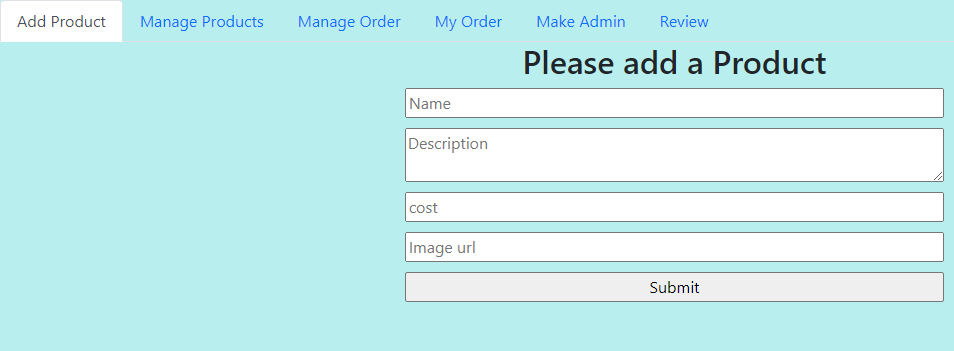 Add Product Manage Products Manage Order My Order Make Admin Review
Please add a Product
Name
Description
cost
Image url
Submit